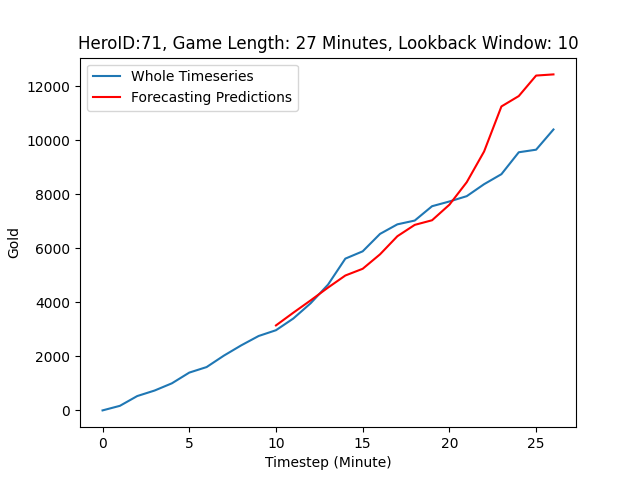 HeroID:71, Game Length: 27 Minutes, Lookback Window: 10
Whole Timeseries
Forecasting Predictions
12000
10000
8000
6000
4000
2000
0
Gold
0 5 10 15 20 25
Timestep (Minute)